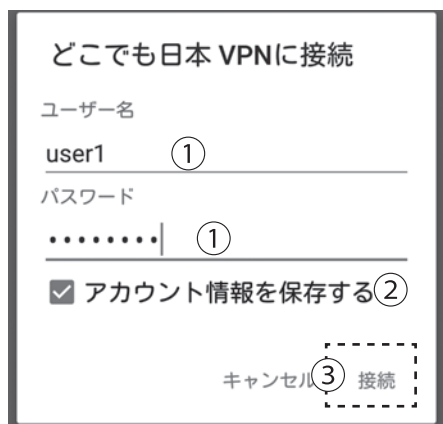 どこでも日本 VPNに接続
ユーザー名
user1 ①
パスワード
•••••••• ①
アカウント情報を保存する②
キャンセル③ 接続